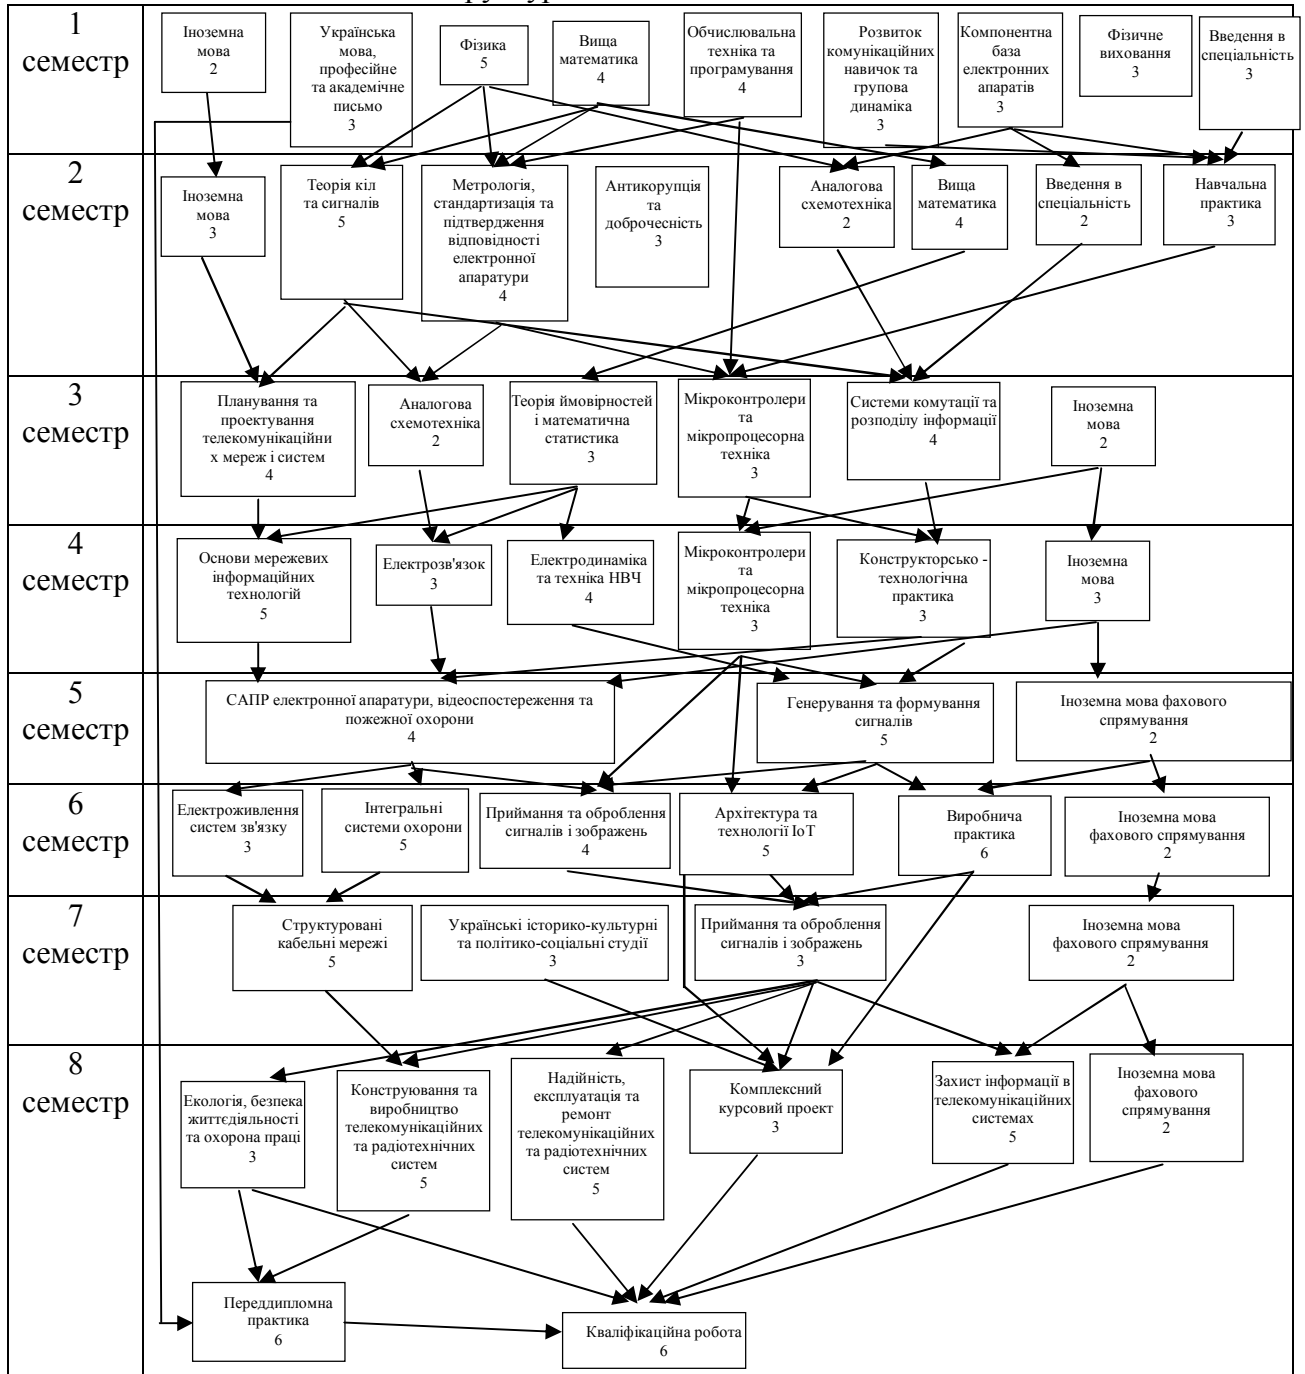 1
семестр
Іноземна
мова
2
Українська
мова,
професійне
та академічне
письмо
3
Фізика
5
Вища
математика
4
Обчислювальна
техніка та
програмування
4
Розвиток
комунікаційних
навичок та
групова
динаміка
3
Компонентна
база
електронних
апаратів
3
Фізичне
виховання
3
Введення в
спеціальність
3
2
семестр
Іноземна
мова
3
Теорія кіл
та сигналів
5
Метрологія,
стандартизація та
підтвердження
відповідності
електронної
апаратури
4
Антикорупція
та
доброчесність
3
Аналогова
схемотехніка
2
Вища
математика
4
Введення в
спеціальність
2
Навчальна
практика
3
3
семестр
Планування та
проектування
телекомунікаційни
х мереж і систем
4
Аналогова
схемотехніка
2
Теорія ймовірностей
і математична
статистика
3
Мікроконтролери
та
мікропроцесорна
техніка
3
Системи комутації та
розподілу інформації
4
Іноземна
мова
2
4
семестр
Основи мережевих
інформаційних
технологій
5
Електрозв'язок
3
Електродинаміка
та техніка НВЧ
4
Мікроконтролери
та
мікропроцесорна
техніка
3
Конструкторсько -
технологічна
практика
3
Іноземна
мова
3
5
семестр
САПР електронної апаратури, відеоспостереження та
пожежної охорони
4
Генерування та формування
сигналів
5
Іноземна мова фахового
спрямування
2
6
семестр
Електроживлення
систем зв'язку
3
Інтегральні
системи охорони
5
Приймання та оброблення
сигналів і зображень
4
Архітектура та
технології IoT
5
Виробнича
практика
6
Іноземна мова
фахового спрямування
2
7
семестр
Структуровані
кабельні мережі
5
Українські історико-культурні
та політико-соціальні студії
3
Приймання та оброблення
сигналів і зображень
3
Іноземна мова
фахового спрямування
2
8
семестр
Екологія, безпека
життєдіяльності
та охорона праці
3
Конструювання та
виробництво
телекомунікаційних
та радіотехнічних
систем
5
Надійність,
експлуатація та
ремонт
телекомунікаційних
та радіотехнічних
систем
5
Комплексний
курсовий проект
3
Захист інформації в
телекомунікаційних
системах
5
Іноземна мова
фахового
спрямування
2
Переддипломна
практика
6
Кваліфікаційна робота
6